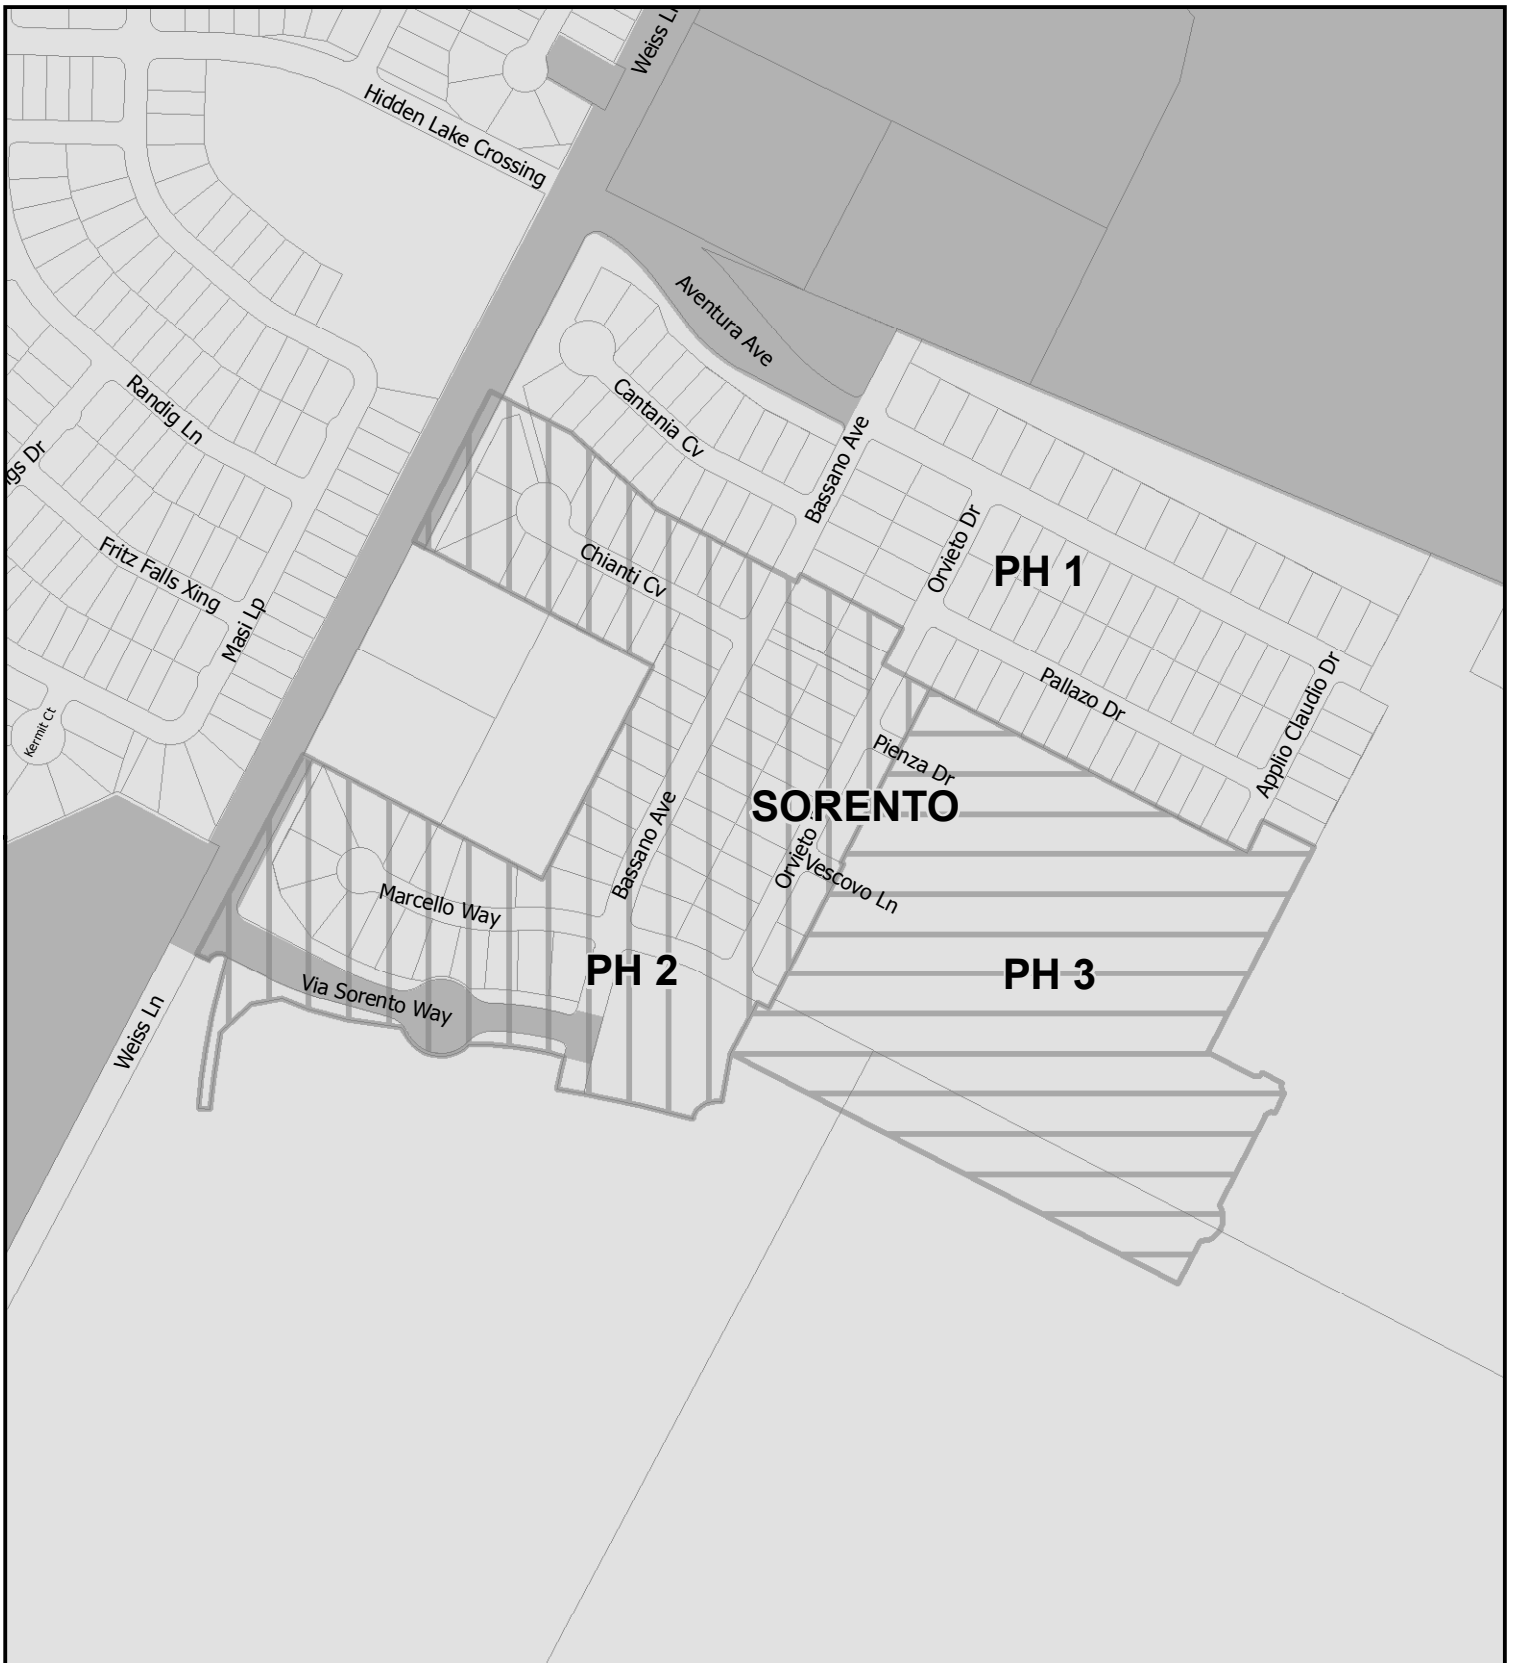 Weiss Ln
Hidden Lake Crossing
Aventura Ave
Cantania Cv
Randig Ln
Bassano Ave
gs Dr
Orvieto Dr
Fritz Falls Xing
Chianti Cv
PH 1
Masi Lp
Pallazo Dr
Applio Claudio Dr
Kermit Ct
Pienza Dr
SORENTO
Bassano Ave
Orvieto
Vescovo Ln
Marcello Way
PH 2
PH 3
Via Sorento Way
Weiss Ln